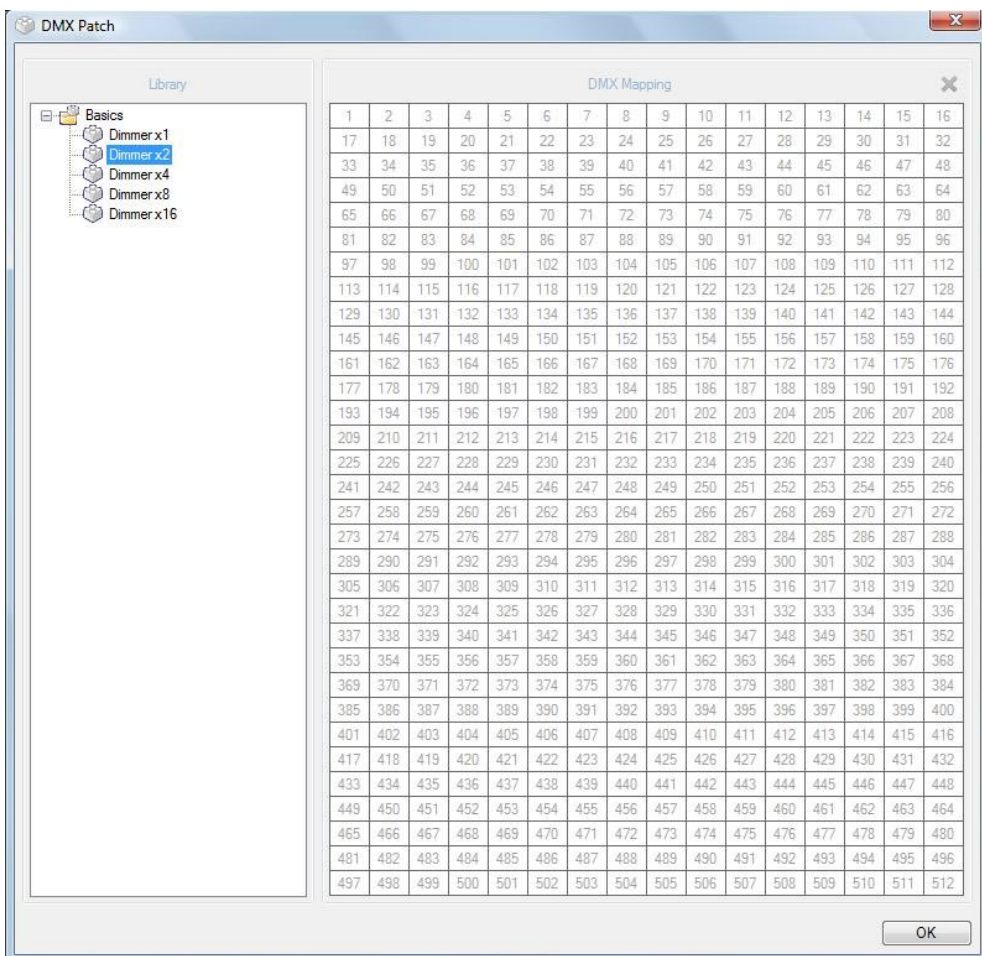 DMX Patch
Library
Basics
Dimmer x1
Dimmer x2
Dimmer x4
Dimmer x8
Dimmer x16
DMX Mapping
1 2 3 4 5 6 7 8 9 10 11 12 13 14 15 16
17 18 19 20 21 22 23 24 25 26 27 28 29 30 31 32
33 34 35 36 37 38 39 40 41 42 43 44 45 46 47 48
49 50 51 52 53 54 55 56 57 58 59 60 61 62 63 64
65 66 67 68 69 70 71 72 73 74 75 76 77 78 79 80
81 82 83 84 85 86 87 88 89 90 91 92 93 94 95 96
97 98 99 100 101 102 103 104 105 106 107 108 109 110 111 112
113 114 115 116 117 118 119 120 121 122 123 124 125 126 127 128
129 130 131 132 133 134 135 136 137 138 139 140 141 142 143 144
145 146 147 148 149 150 151 152 153 154 155 156 157 158 159 160
161 162 163 164 165 166 167 168 169 170 171 172 173 174 175 176
177 178 179 180 181 182 183 184 185 186 187 188 189 190 191 192
193 194 195 196 197 198 199 200 201 202 203 204 205 206 207 208
209 210 211 212 213 214 215 216 217 218 219 220 221 222 223 224
225 226 227 228 229 230 231 232 233 234 235 236 237 238 239 240
241 242 243 244 245 246 247 248 249 250 251 252 253 254 255 256
257 258 259 260 261 262 263 264 265 266 267 268 269 270 271 272
273 274 275 276 277 278 279 280 281 282 283 284 285 286 287 288
289 290 291 292 293 294 295 296 297 298 299 300 301 302 303 304
305 306 307 308 309 310 311 312 313 314 315 316 317 318 319 320
321 322 323 324 325 326 327 328 329 330 331 332 333 334 335 336
337 338 339 340 341 342 343 344 345 346 347 348 349 350 351 352
353 354 355 356 357 358 359 360 361 362 363 364 365 366 367 368
369 370 371 372 373 374 375 376 377 378 379 380 381 382 383 384
385 386 387 388 389 390 391 392 393 394 395 396 397 398 399 400
401 402 403 404 405 406 407 408 409 410 411 412 413 414 415 416
417 418 419 420 421 422 423 424 425 426 427 428 429 430 431 432
433 434 435 436 437 438 439 440 441 442 443 444 445 446 447 448
449 450 451 452 453 454 455 456 457 458 459 460 461 462 463 464
465 466 467 468 469 470 471 472 473 474 475 476 477 478 479 480
481 482 483 484 485 486 487 488 489 490 491 492 493 494 495 496
497 498 499 500 501 502 503 504 505 506 507 508 509 510 511 512
OK